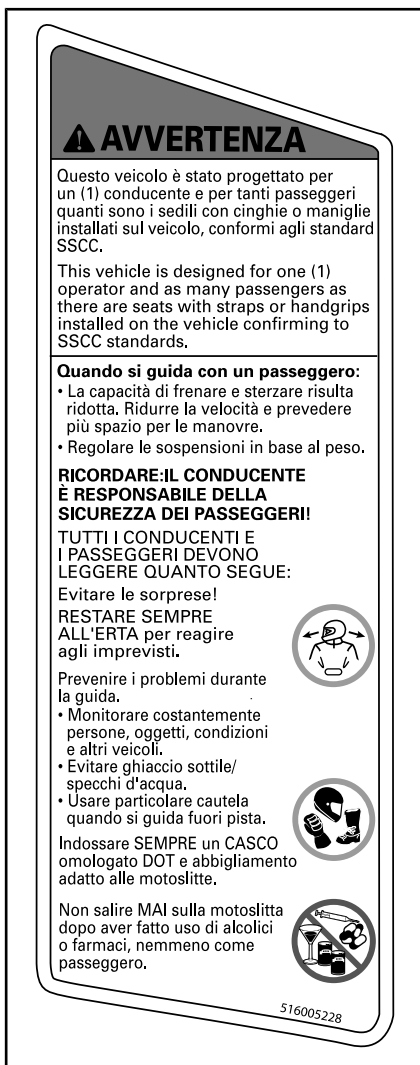 AVVERTENZA
Questo veicolo è stato progettato per
un (1) conducente e per tanti passeggeri
quanti sono i sedili con cinghie o maniglie
installati sul veicolo, conformi agli standard
SSCC.
This vehicle is designed for one (1)
operator and as many passengers as
there are seats with straps or handgrips
installed on the vehicle confirming to
SSCC standards.
Quando si guida con un passeggero:
• La capacità di frenare e sterzare risulta
ridotta. Ridurre la velocità e prevedere
più spazio per le manovre.
• Regolare le sospensioni in base al peso.
RICORDARE:IL CONDUCENTE
È RESPONSABILE DELLA
SICUREZZA DEI PASSEGGERI!
TUTTI I CONDUCENTI E
I PASSEGGERI DEVONO
LEGGERE QUANTO SEGUE:
Evitare le sorprese!
RESTARE SEMPRE
ALL'ERTA per reagire
agli imprevisti.
Prevenire i problemi durante
la guida.
• Monitorare costantemente
persone, oggetti, condizioni
e altri veicoli.
• Evitare ghiaccio sottile/
specchi d'acqua.
• Usare particolare cautela
quando si guida fuori pista.
Indossare SEMPRE un CASCO
omologato DOT e abbigliamento
adatto alle motoslitte.
Non salire MAI sulla motoslitta
dopo aver fatto uso di alcolici
o farmaci, nemmeno come
passeggero.
516005228